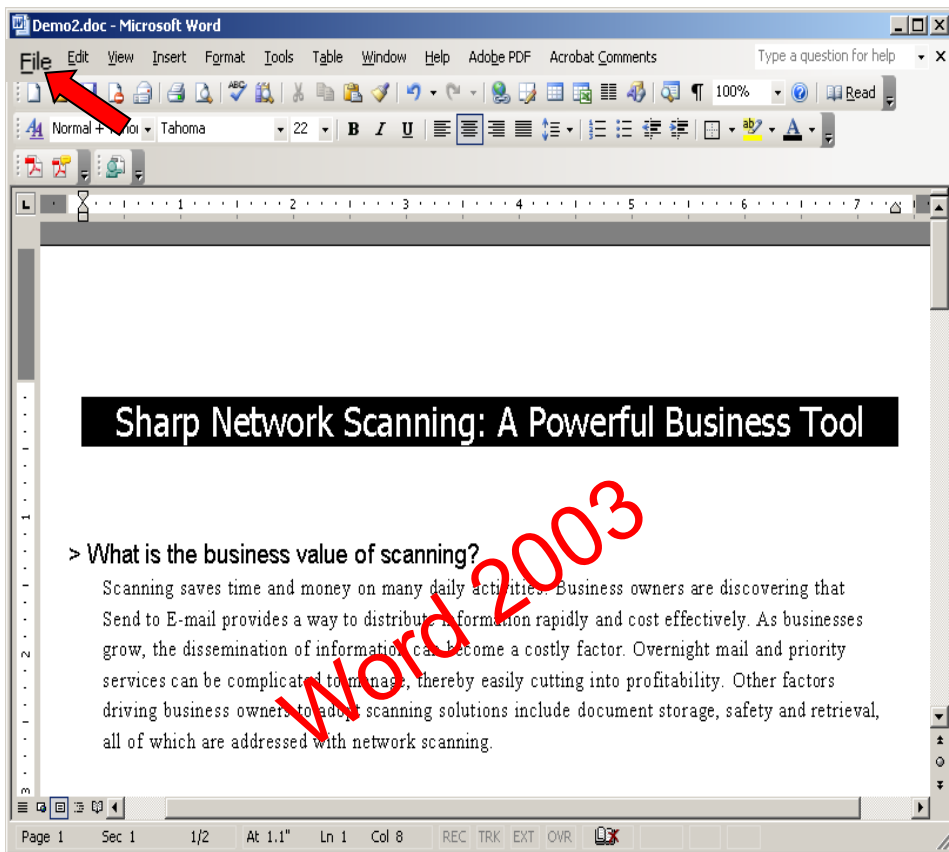 Demo2.doc - Microsoft Word
File Edit View Insert Format Tools Table Window Help Adobe PDF Acrobat Comments Type a question for help
100% Read
Normal + Tahoma 22 B I U
1 2 3 4 5 6 7
Sharp Network Scanning: A Powerful Business Tool
> What is the business value of scanning?
Scanning saves time and money on many daily activities. Business owners are discovering that
Send to E-mail provides a way to distribute information rapidly and cost effectively. As businesses
grow, the dissemination of information can become a costly factor. Overnight mail and priority
services can be complicated to manage, thereby easily cutting into profitability. Other factors
driving business owners to adopt scanning solutions include document storage, safety and retrieval,
all of which are addressed with network scanning.
Word 2003
Page 1 Sec 1 1/2 At 1.1" Ln 1 Col 8 REC TRK EXT OVR